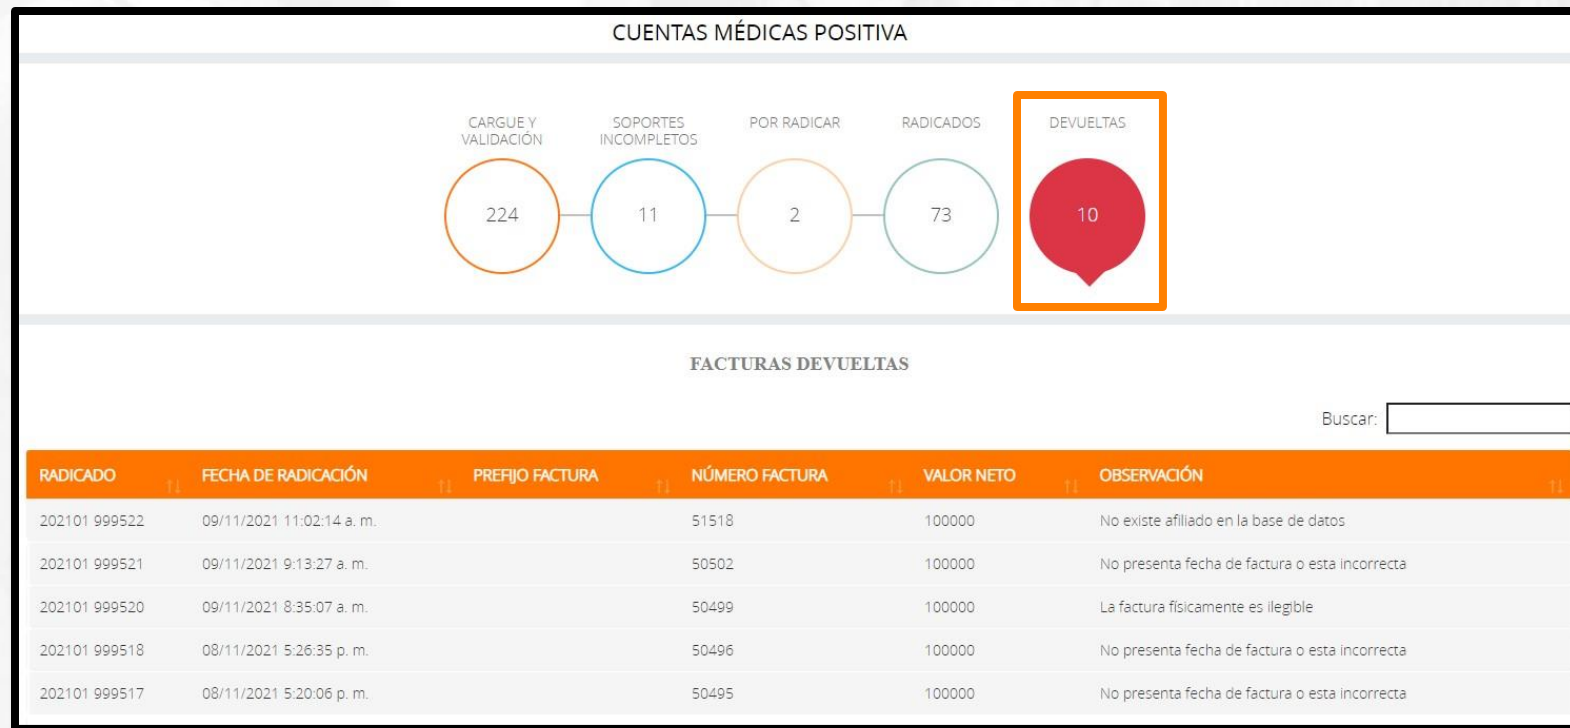 CUENTAS MÉDICAS POSITIVA
CARGUE Y VALIDACIÓN
SOPORTES INCOMPLETOS
POR RADICAR
RADICADOS
DEVUELTAS
224
11
2
73
10
FACTURAS DEVUELTAS
Buscar:
RADICADO FECHA DE RADICACIÓN PREFIJO FACTURA NÚMERO FACTURA VALOR NETO OBSERVACIÓN
202101 999522 09/11/2021 11:02:14 a. m. 51518 100000 No existe afiliado en la base de datos
202101 999521 09/11/2021 9:13:27 a. m. 50502 100000 No presenta fecha de factura o esta incorrecta
202101 999520 09/11/2021 8:35:07 a. m. 50499 100000 La factura físicamente es ilegible
202101 999518 08/11/2021 5:26:35 p. m. 50496 100000 No presenta fecha de factura o esta incorrecta
202101 999517 08/11/2021 5:20:06 p. m. 50495 100000 No presenta fecha de factura o esta incorrecta